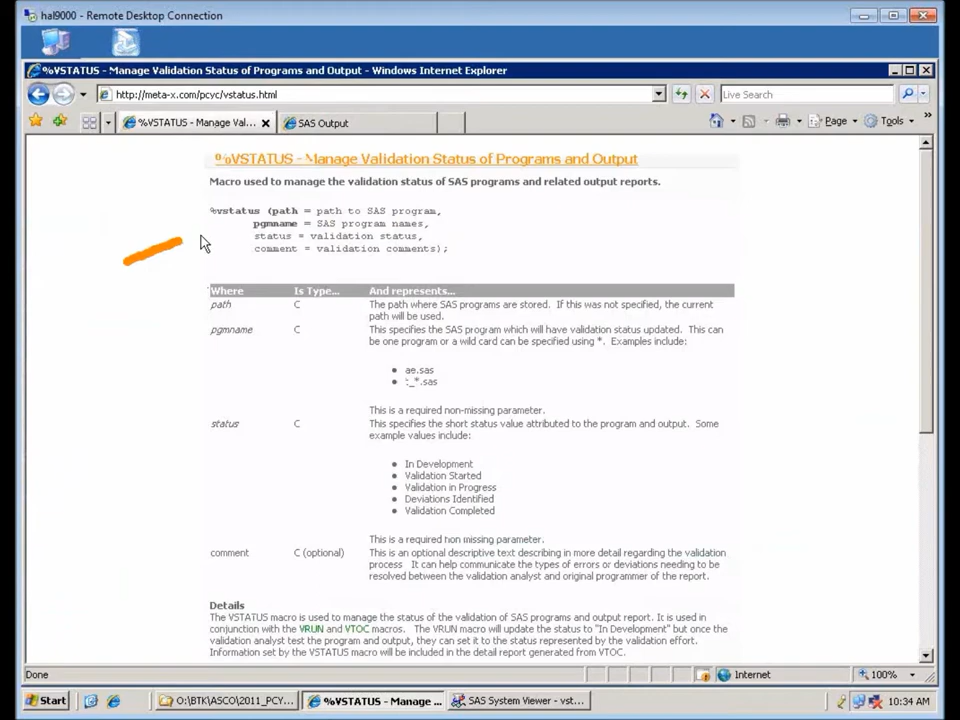 hal9000 - Remote Desktop Connection
%VSTATUS - Manage Validation Status of Programs and Output - Windows Internet Explorer
http://meta-x.com/pcyc/vstatus.html
Live Search
%VSTATUS - Manage Val...
SAS Output
Page
Tools
%VSTATUS - Manage Validation Status of Programs and Output
Macro used to manage the validation status of SAS programs and related output reports.
%vstatus (path = path to SAS program,
pgmname = SAS program names,
status = validation status,
comment = validation comments);
Where Is Type... And represents...
path C The path where SAS programs are stored. If this was not specified, the current
path will be used.
pgmname C This specifies the SAS program which will have validation status updated. This can
be one program or a wild card can be specified using *. Examples include:
• ae.sas
• t_*.sas
This is a required non-missing parameter.
status C This specifies the short status value attributed to the program and output. Some
example values include:
• In Development
• Validation Started
• Validation in Progress
• Deviations Identified
• Validation Completed
This is a required non missing parameter.
comment C (optional) This is an optional descriptive text describing in more detail regarding the validation
process It can help communicate the types of errors or deviations needing to be
resolved between the validation analyst and original programmer of the report.
Details
The VSTATUS macro is used to manage the status of the validation of SAS programs and output report. It is used in
conjunction with the VRUN and VTOC macros. The VRUN macro will update the status to "In Development" but once the
validation analyst test the program and output, they can set it to the status represented by the validation effort.
Information set by the VSTATUS macro will be included in the detail report generated from VTOC.
Done
Internet
100%
Start
O:\BTK\ASCO\2011_PCY...
%VSTATUS - Manage ...
SAS System Viewer - vst...
10:34 AM